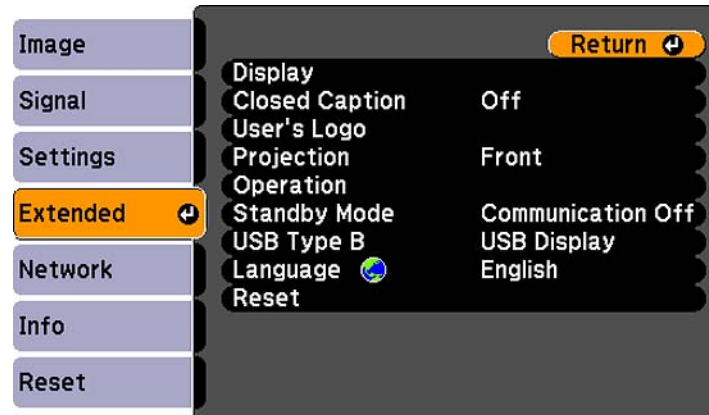 Image
Signal
Settings
Extended
Network
Info
Reset
Return
Display
Closed Caption Off
User's Logo
Projection Front
Operation
Standby Mode Communication Off
USB Type B USB Display
Language English
Reset